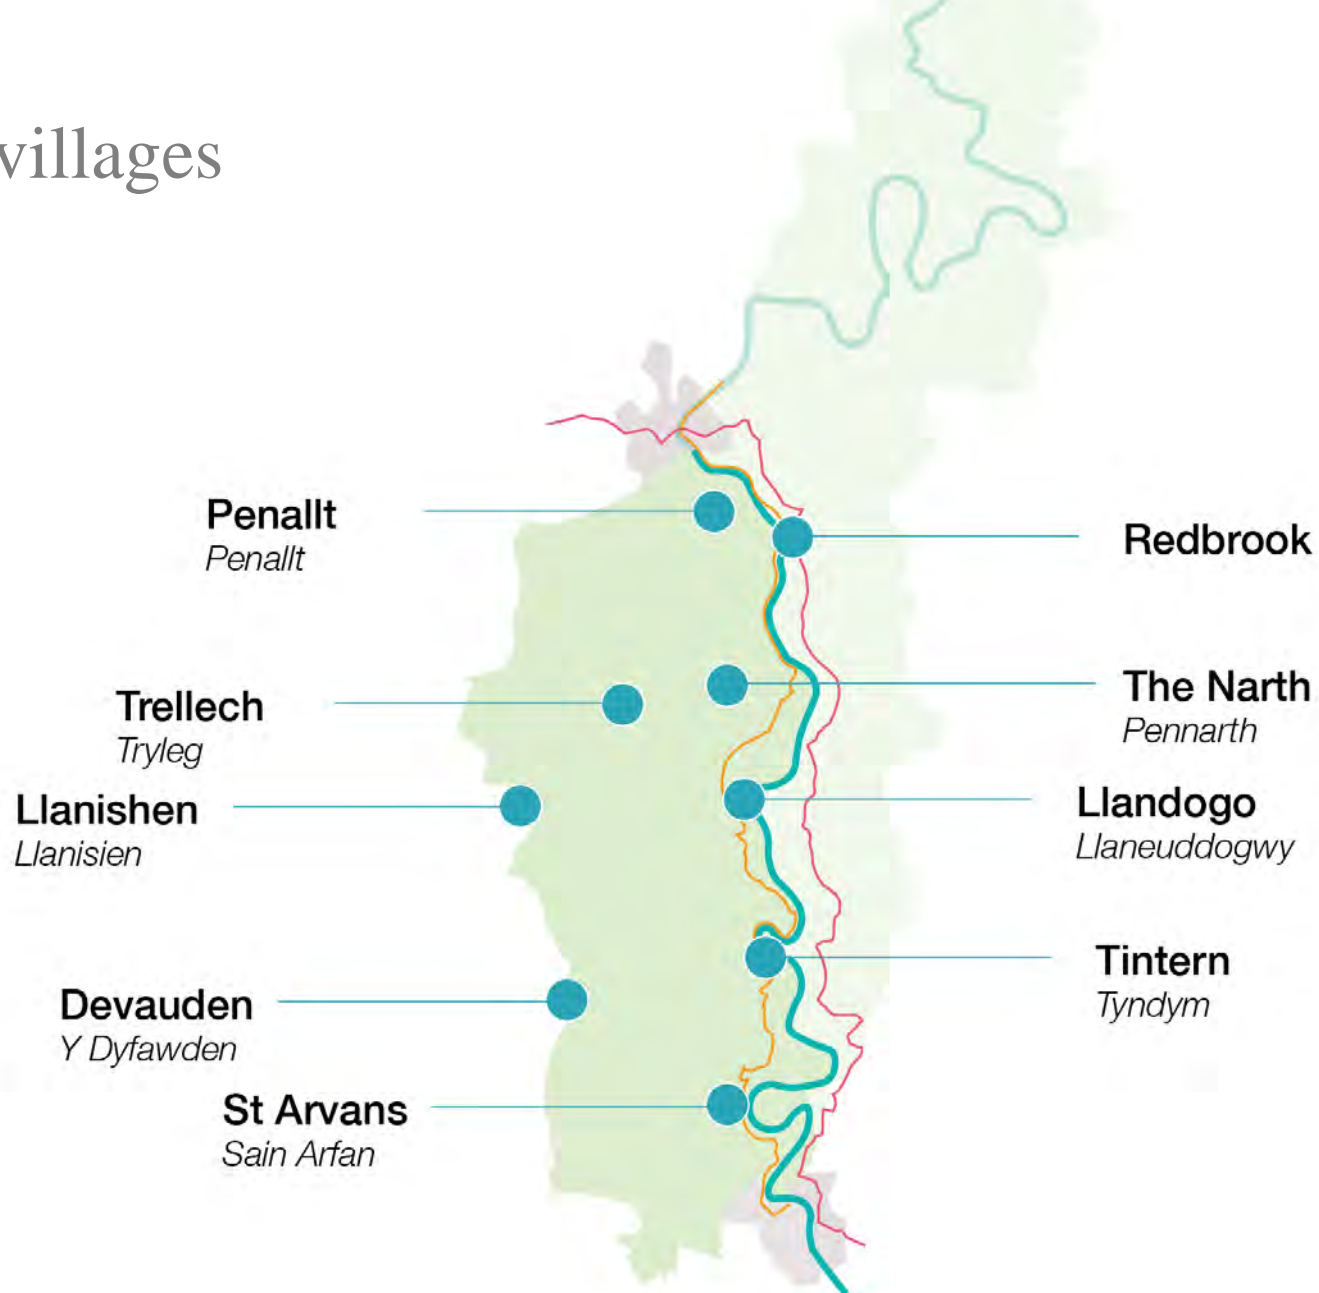 villages
Penallt
Penallt
Redbrook
The Narth
Pennarth
Trellech
Tryleg
Llanishen
Llanisien
Llandogo
Llaneuddogwy
Tintern
Tyndym
Devauden
Y Dyfawden
St Arvans
Sain Arfan